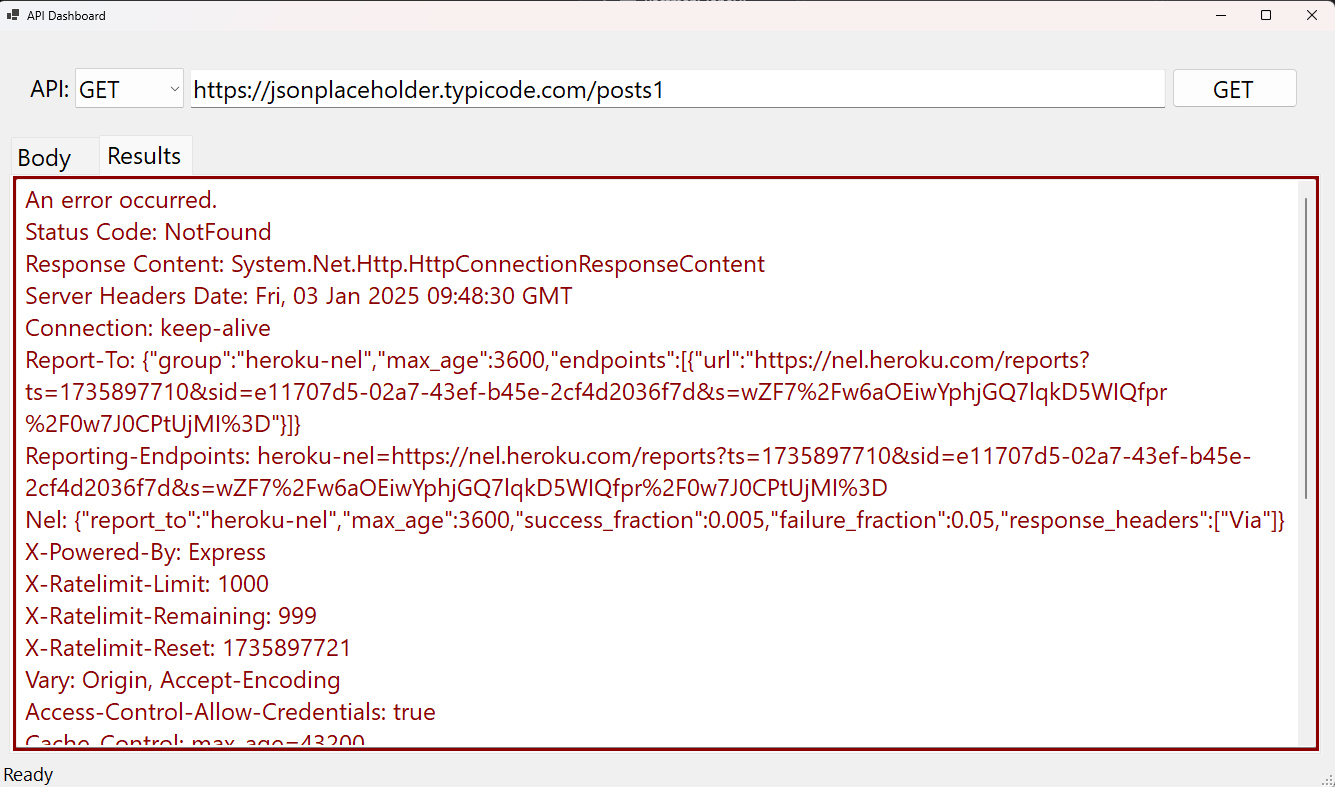 API Dashboard
API: GET https://jsonplaceholder.typicode.com/posts1 GET
Body Results
An error occurred.
Status Code: NotFound
Response Content: System.Net.Http.HttpConnectionResponseContent
Server Headers Date: Fri, 03 Jan 2025 09:48:30 GMT
Connection: keep-alive
Report-To: {"group":"heroku-nel","max_age":3600,"endpoints":[{"url":"https://nel.heroku.com/reports?
ts=1735897710&sid=e11707d5-02a7-43ef-b45e-2cf4d2036f7d&s=wZF7%2Fw6aOEiwYphjGQ7lqkD5WIQfpr
%2F0w7J0CPtUjMI%3D"}]}
Reporting-Endpoints: heroku-nel=https://nel.heroku.com/reports?ts=1735897710&sid=e11707d5-02a7-43ef-b45e-
2cf4d2036f7d&s=wZF7%2Fw6aOEiwYphjGQ7lqkD5WIQfpr%2F0w7J0CPtUjMI%3D
Nel: {"report_to":"heroku-nel","max_age":3600,"success_fraction":0.005,"failure_fraction":0.05,"response_headers":["Via"]}
X-Powered-By: Express
X-Ratelimit-Limit: 1000
X-Ratelimit-Remaining: 999
X-Ratelimit-Reset: 1735897721
Vary: Origin, Accept-Encoding
Access-Control-Allow-Credentials: true
Cache-Control: max-age=43200
Ready